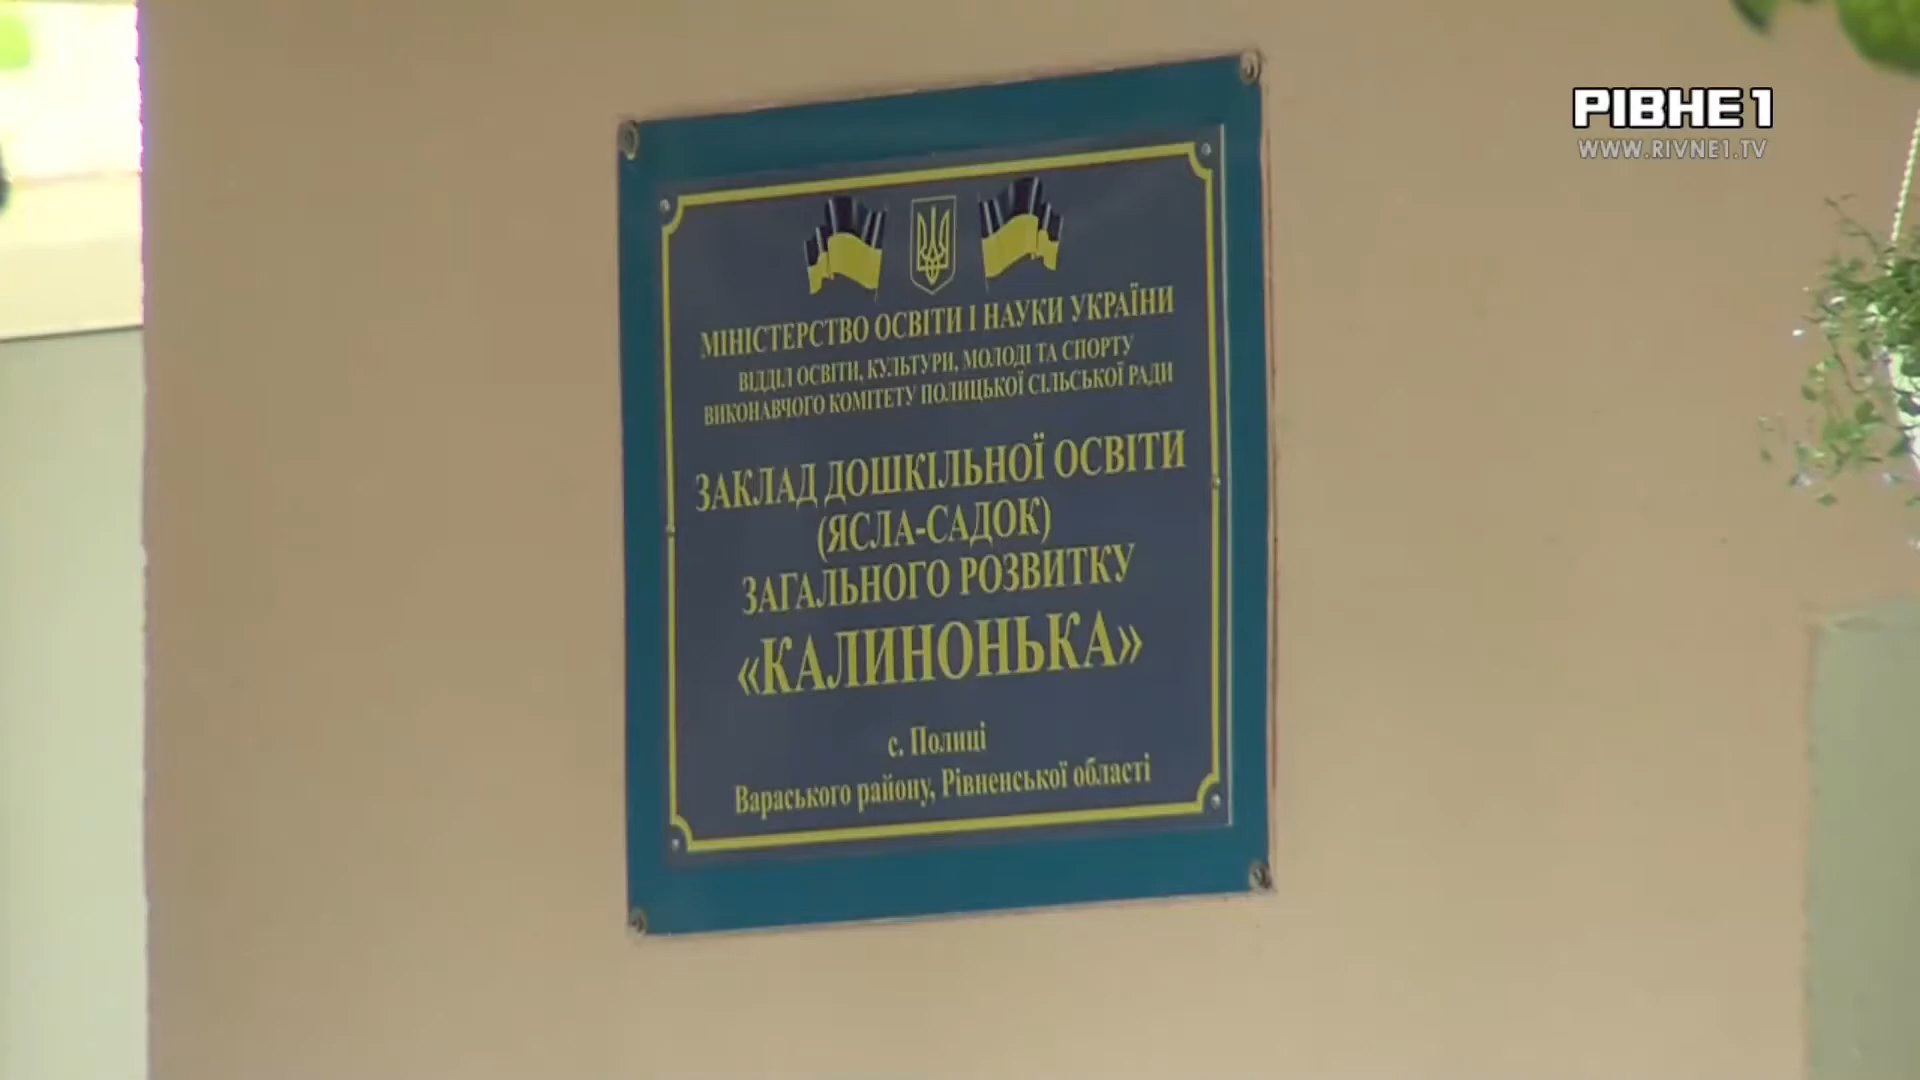 РІВНЕ 1
WWW.RIVNE1.TV
МІНІСТЕРСТВО ОСВІТИ І НАУКИ УКРАЇНИ
ВІДДІЛ ОСВІТИ, КУЛЬТУРИ, МОЛОДІ ТА СПОРТУ
ВИКОНАВЧОГО КОМІТЕТУ ПОЛИЦЬКОЇ СІЛЬСЬКОЇ РАДИ
ЗАКЛАД ДОШКІЛЬНОЇ ОСВІТИ
(ЯСЛА-САДОК)
ЗАГАЛЬНОГО РОЗВИТКУ
«КАЛИНОНЬКА»
с. Полиці
Вараського району, Рівненської області